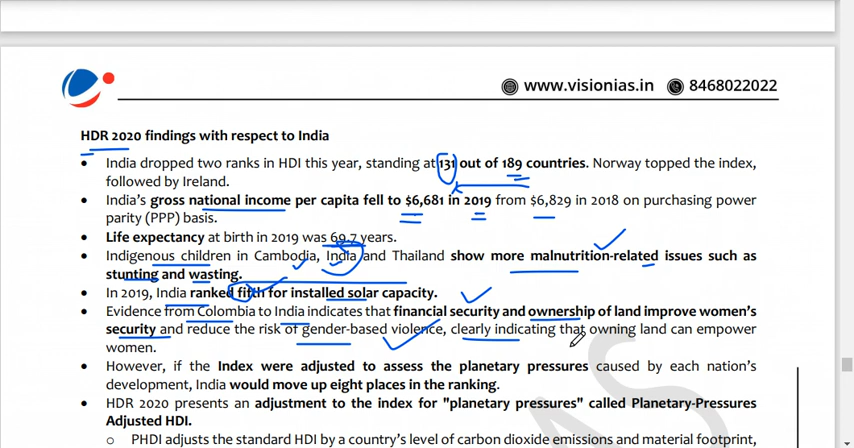 www.visionias.in 8468022022
HDR 2020 findings with respect to India
• India dropped two ranks in HDI this year, standing at 131 out of 189 countries. Norway topped the index,
followed by Ireland.
• India's gross national income per capita fell to $6,681 in 2019 from $6,829 in 2018 on purchasing power
parity (PPP) basis.
• Life expectancy at birth in 2019 was 69.7 years.
• Indigenous children in Cambodia, India and Thailand show more malnutrition-related issues such as
stunting and wasting.
• In 2019, India ranked fifth for installed solar capacity.
• Evidence from Colombia to India indicates that financial security and ownership of land improve women's
security and reduce the risk of gender-based violence, clearly indicating that owning land can empower
women.
• However, if the Index were adjusted to assess the planetary pressures caused by each nation's
development, India would move up eight places in the ranking.
• HDR 2020 presents an adjustment to the index for "planetary pressures" called Planetary-Pressures
Adjusted HDI.
o PHDI adjusts the standard HDI by a country's level of carbon dioxide emissions and material footprint,